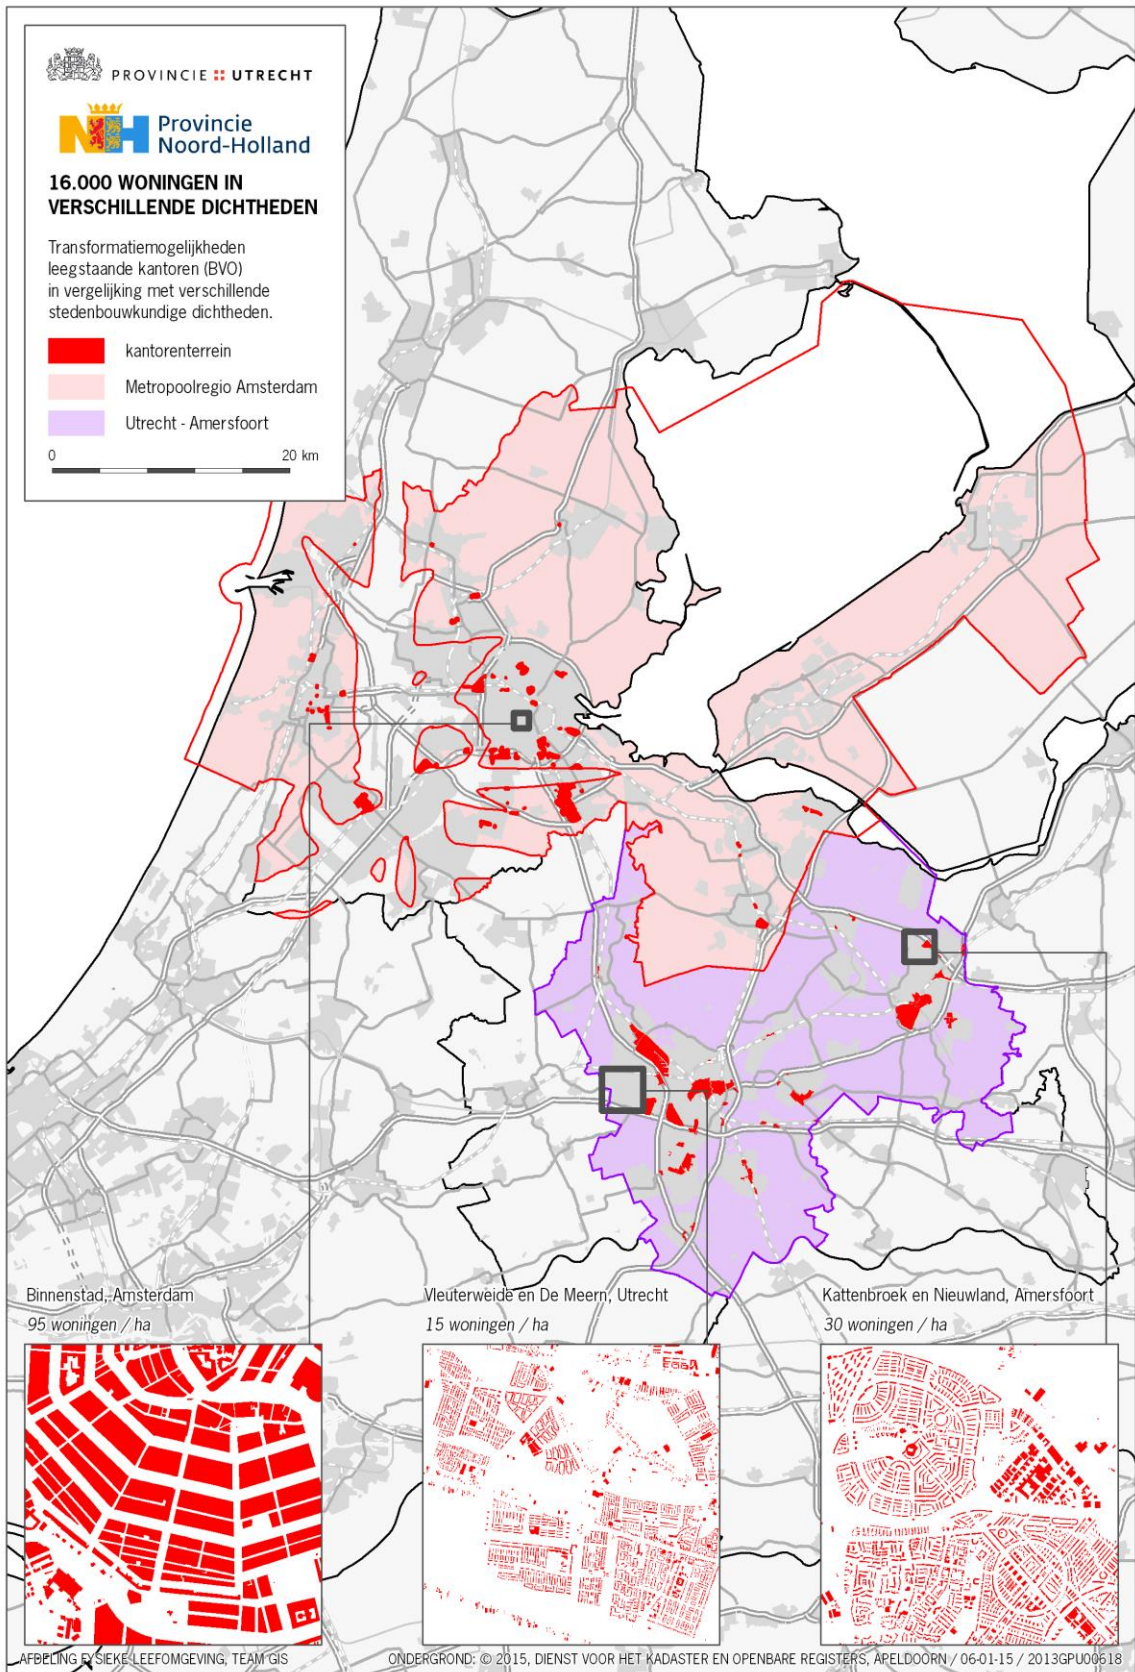 PROVINCIE :: UTRECHT
NH Provincie
Noord-Holland
16.000 WONINGEN IN
VERSCHILLENDE DICHTHEDEN
Transformatiemogelijkheden
leegstaande kantoren (BVO)
in vergelijking met verschillende
stedenbouwkundige dichtheden.
kantorenterrein
Metropoolregio Amsterdam
Utrecht - Amersfoort
0 20 km
Binnenstad, Amsterdam
95 woningen / ha
Vleuterweide en De Meern, Utrecht
15 woningen / ha
Kattenbroek en Nieuwland, Amersfoort
30 woningen / ha
AFDELING FYSIEKE LEEFOMGEVING, TEAM GIS
ONDERGROND: © 2015, DIENST VOOR HET KADASTER EN OPENBARE REGISTERS, APELDOORN / 06-01-15 / 2013GPU00618